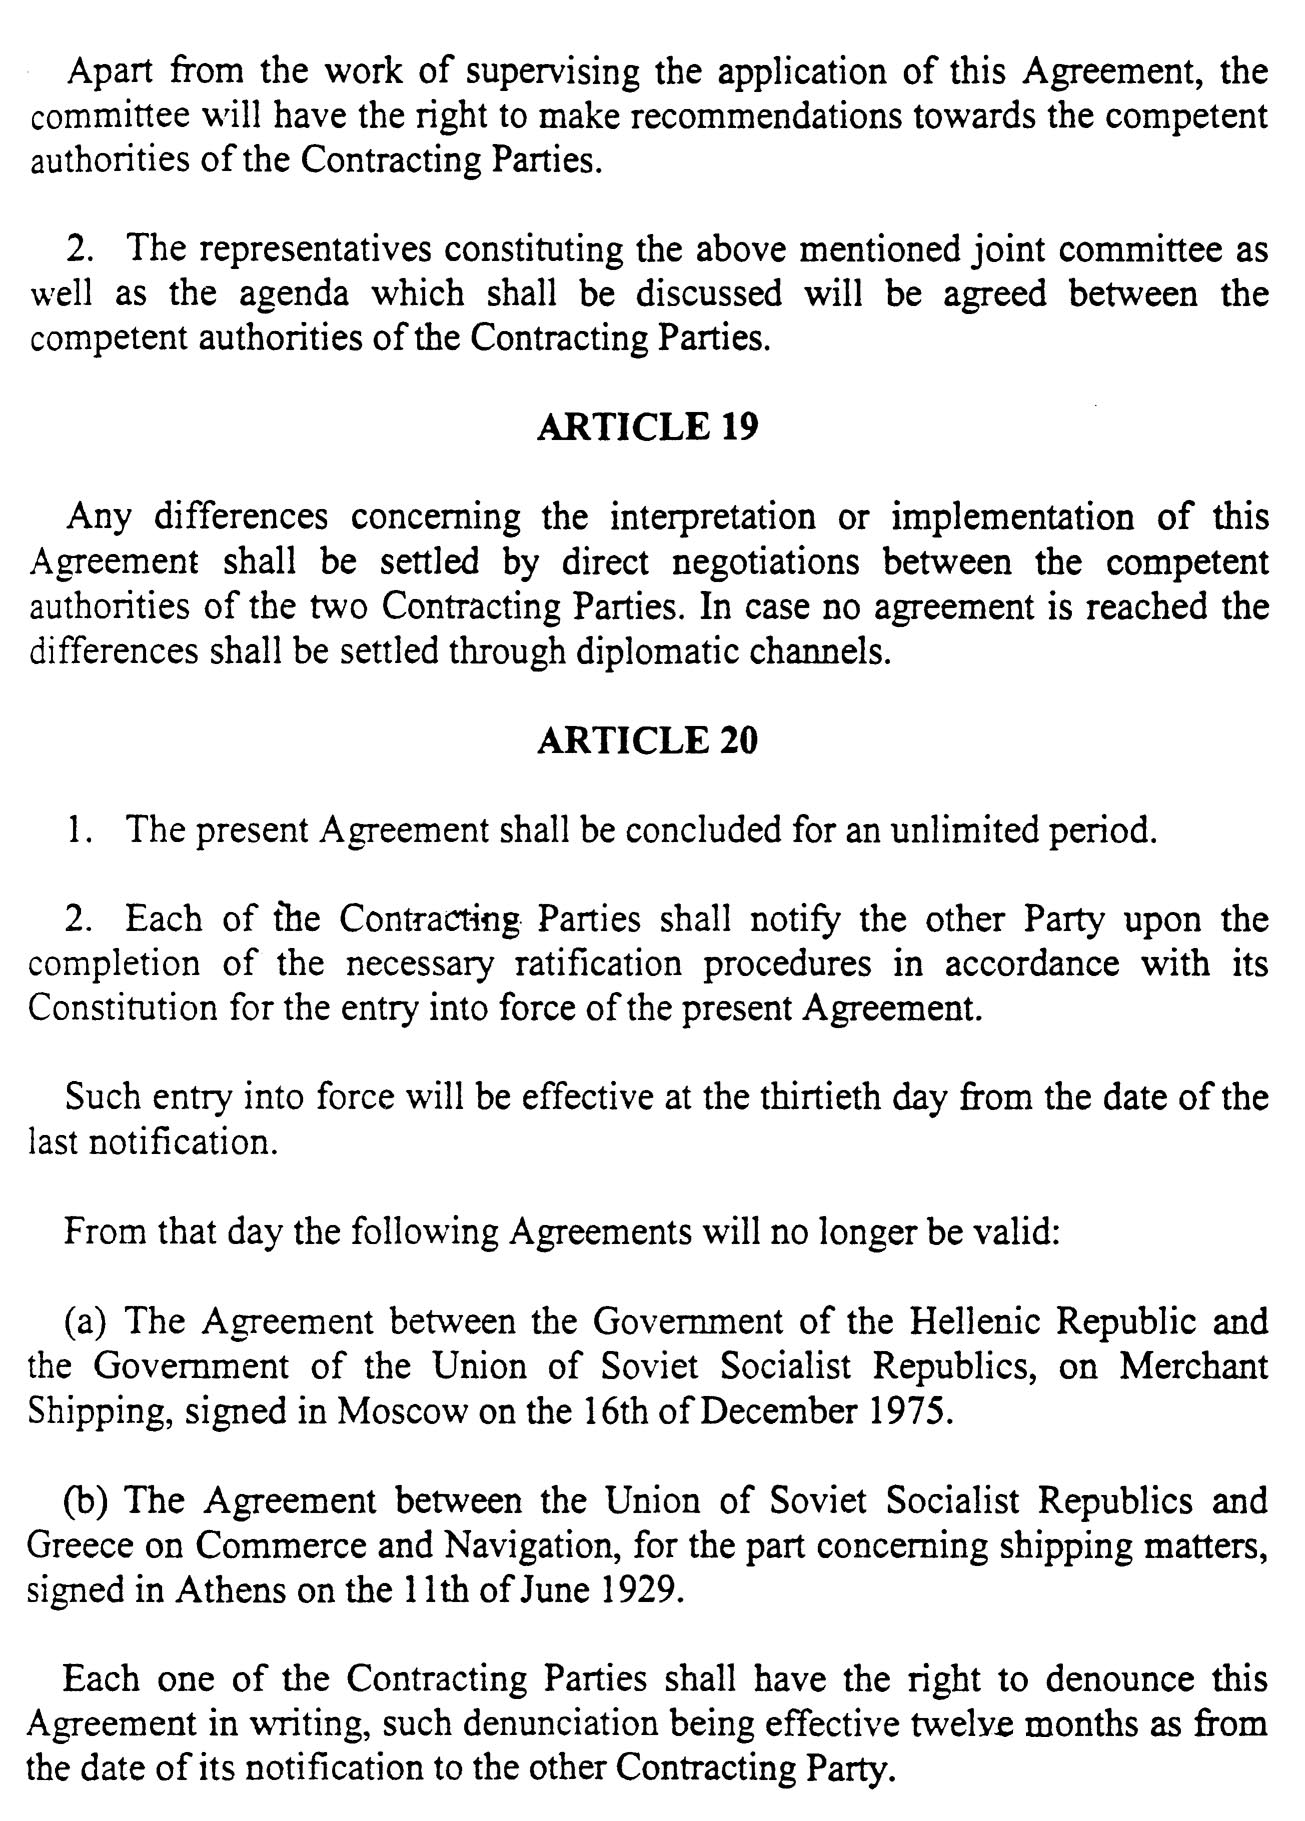 Apart from the work of supervising the application of this Agreement, the
committee will have the right to make recommendations towards the competent
authorities of the Contracting Parties.
2. The representatives constituting the above mentioned joint committee as
well as the agenda which shall be discussed will be agreed between the
competent authorities of the Contracting Parties.
ARTICLE 19
Any differences concerning the interpretation or implementation of this
Agreement shall be settled by direct negotiations between the competent
authorities of the two Contracting Parties. In case no agreement is reached the
differences shall be settled through diplomatic channels.
ARTICLE 20
1. The present Agreement shall be concluded for an unlimited period.
2. Each of the Contracting Parties shall notify the other Party upon the
completion of the necessary ratification procedures in accordance with its
Constitution for the entry into force of the present Agreement.
Such entry into force will be effective at the thirtieth day from the date of the
last notification.
From that day the following Agreements will no longer be valid:
(a) The Agreement between the Government of the Hellenic Republic and
the Government of the Union of Soviet Socialist Republics, on Merchant
Shipping, signed in Moscow on the 16th of December 1975.
(b) The Agreement between the Union of Soviet Socialist Republics and
Greece on Commerce and Navigation, for the part concerning shipping matters,
signed in Athens on the 11th of June 1929.
Each one of the Contracting Parties shall have the right to denounce this
Agreement in writing, such denunciation being effective twelve months as from
the date of its notification to the other Contracting Party.